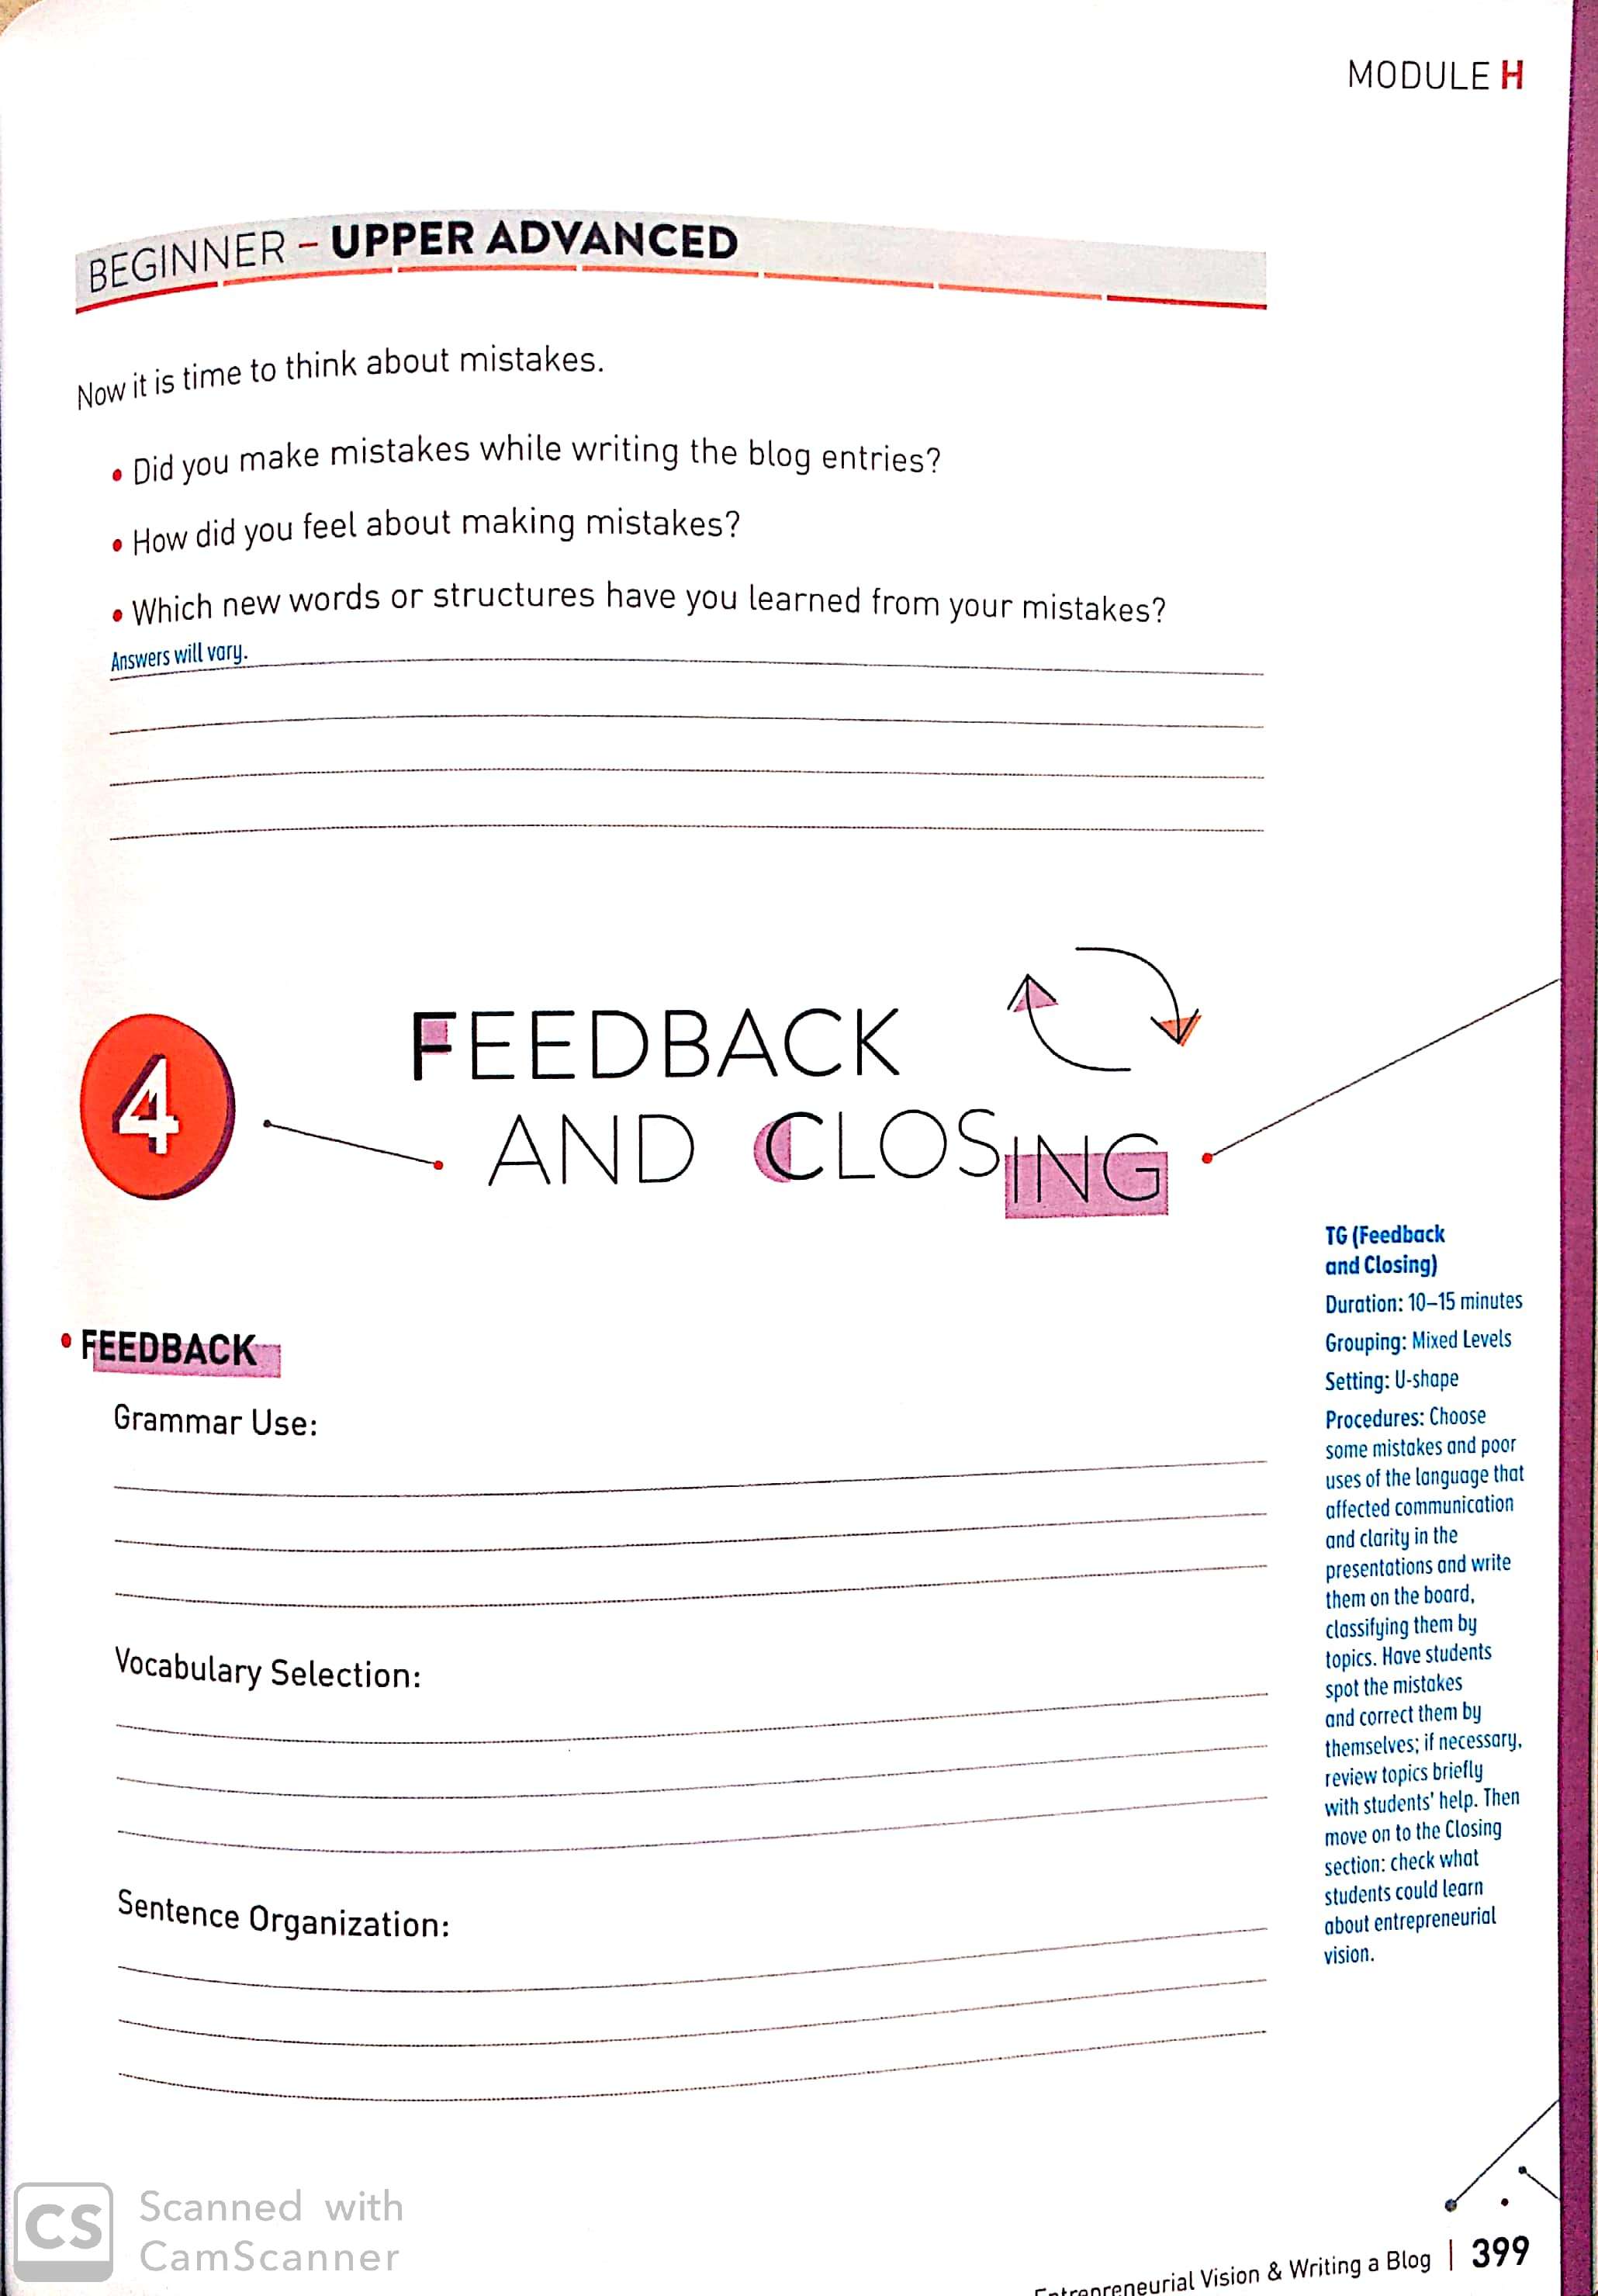 MODULE H
BEGINNER – UPPER ADVANCED
Now it is time to think about mistakes.
• Did you make mistakes while writing the blog entries?
• How did you feel about making mistakes?
• Which new words or structures have you learned from your mistakes?
Answers will vary.
4
FEEDBACK
AND CLOSING
• FEEDBACK
Grammar Use:
Vocabulary Selection:
Sentence Organization:
TG (Feedback
and Closing)
Duration: 10–15 minutes
Grouping: Mixed Levels
Setting: U-shape
Procedures: Choose
some mistakes and poor
uses of the language that
affected communication
and clarity in the
presentations and write
them on the board,
classifying them by
topics. Have students
spot the mistakes
and correct them by
themselves; if necessary,
review topics briefly
with students' help. Then
move on to the Closing
section: check what
students could learn
about entrepreneurial
vision.
Entrepreneurial Vision & Writing a Blog | 399
CS
Scanned with
CamScanner